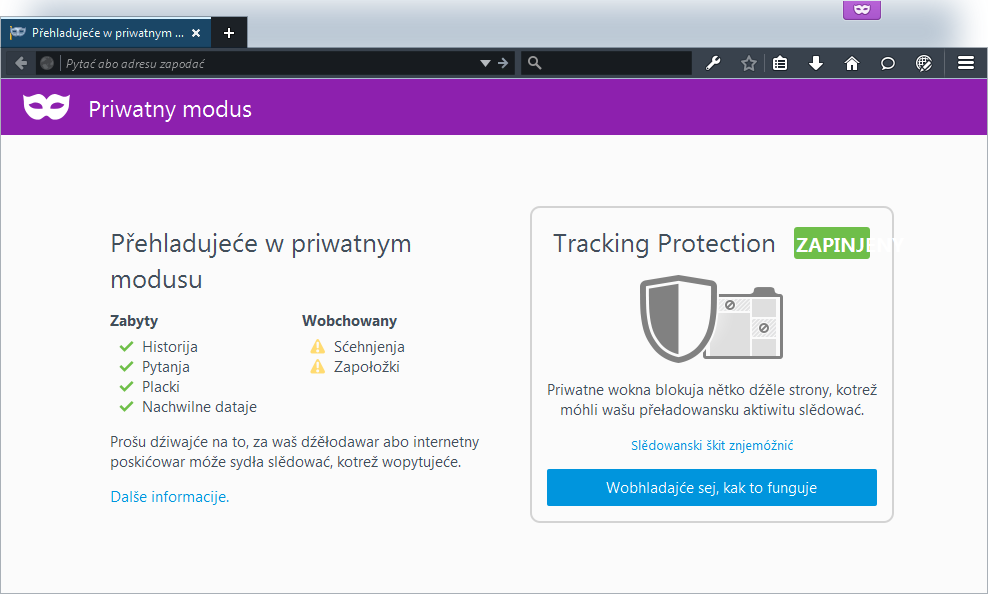 Přehladujeće w priwatnym ...
Pytać abo adresu zapodać
Priwatny modus
Přehladujeće w priwatnym
modusu
Zabyty
Historija
Pytanja
Placki
Nachwilne dataje
Wobchowany
Sćehnjenja
Zapołožki
Prošu dźiwajće na to, za waš dźěłodawar abo internetny
poskićowar móže sydła slědować, kotrež wopytujeće.
Dalše informacije.
Tracking Protection ZAPINJENY
Priwatne wokna blokuja nětko dźěle strony, kotrež
móhli wašu přeładowansku aktiwitu slědować.
Slědowanski škit znjemóžnić
Wobhladajće sej, kak to funguje